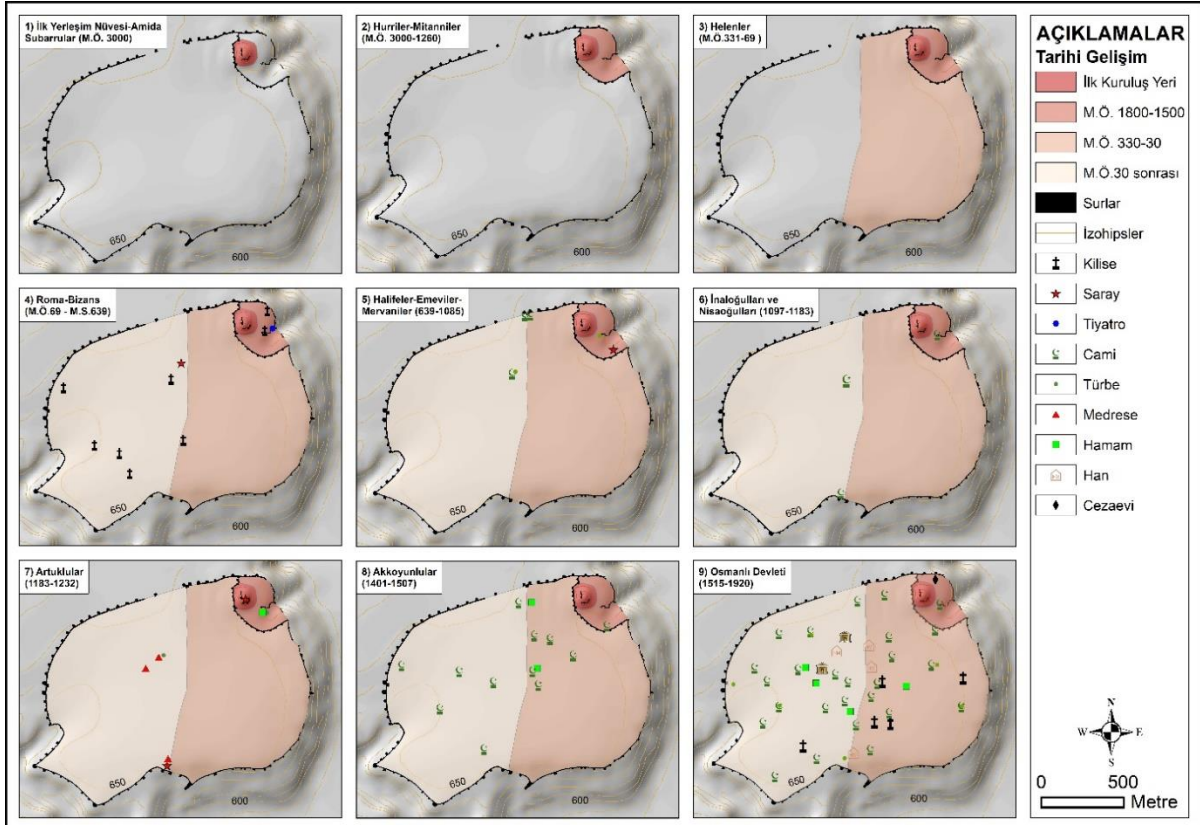 1) İlk Yerleşim Nüvesi-Amida
Subarrular (M.Ö. 3000)
650
600
2) Hurriler-Mitanniler
(M.Ö. 3000-1260)
650
600
3) Helenler
(M.Ö.331-69 )
650
600
4) Roma-Bizans
(M.Ö.69 - M.S.639)
650
600
5) Halifeler-Emeviler-
Mervaniler (639-1085)
650
600
6) İnaloğulları ve
Nisaoğulları (1097-1183)
650
600
7) Artuklular
(1183-1232)
650
600
8) Akkoyunlular
(1401-1507)
650
600
9) Osmanlı Devleti
(1515-1920)
650
600
AÇIKLAMALAR
Tarihi Gelişim
İlk Kuruluş Yeri
M.Ö. 1800-1500
M.Ö. 330-30
M.Ö.30 sonrası
Surlar
İzohipsler
Kilise
Saray
Tiyatro
Cami
Türbe
Medrese
Hamam
Han
Cezaevi
N
W E
S
0 500
Metre